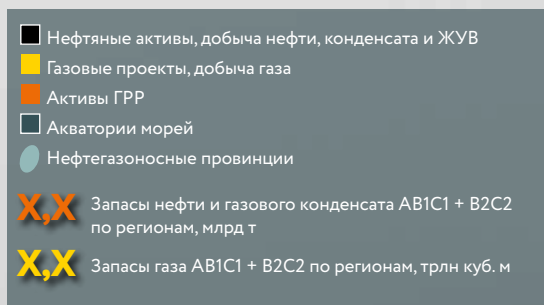 Нефтяные активы, добыча нефти, конденсата и ЖУВ
Газовые проекты, добыча газа
Активы ГРР
Акватории морей
Нефтегазоносные провинции
X,X Запасы нефти и газового конденсата АВ1С1 + В2С2
по регионам, млрд т
X,X Запасы газа АВ1С1 + В2С2 по регионам, трлн куб. м